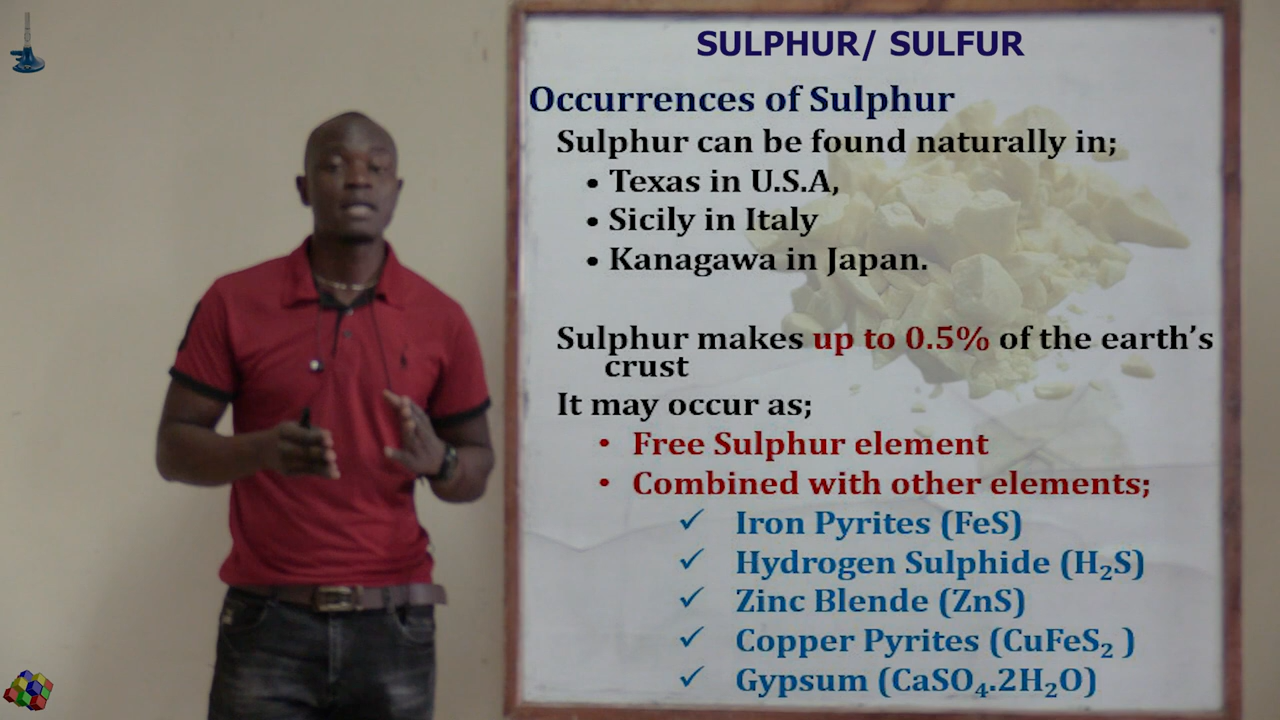 SULPHUR/ SULFUR
Occurrences of Sulphur
Sulphur can be found naturally in;
• Texas in U.S.A,
• Sicily in Italy
• Kanagawa in Japan.
Sulphur makes up to 0.5% of the earth's
crust
It may occur as;
• Free Sulphur element
• Combined with other elements;
✓ Iron Pyrites (FeS)
✓ Hydrogen Sulphide (H₂S)
✓ Zinc Blende (ZnS)
✓ Copper Pyrites (CuFeS₂ )
✓ Gypsum (CaSO₄.2H₂O)